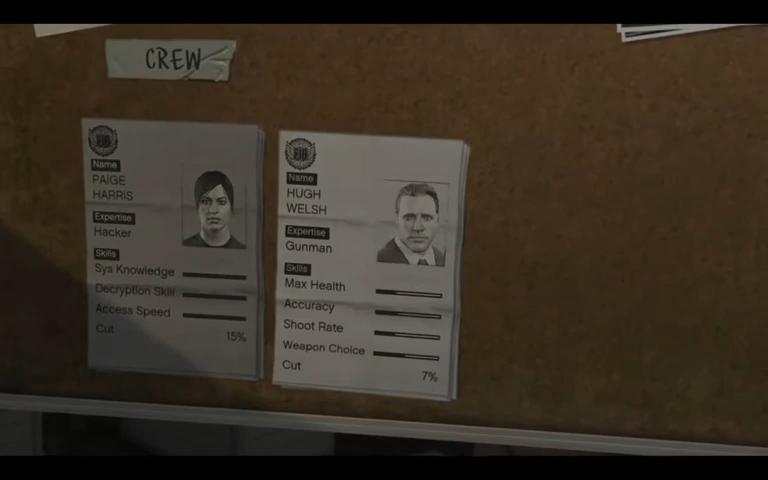 CREW
Name
PAIGE
HARRIS
Expertise
Hacker
Skills
Sys Knowledge
Decryption Skill
Access Speed
Cut 15%
FIB
Name
HUGH
WELSH
Expertise
Gunman
Skills
Max Health
Accuracy
Shoot Rate
Weapon Choice
Cut 7%